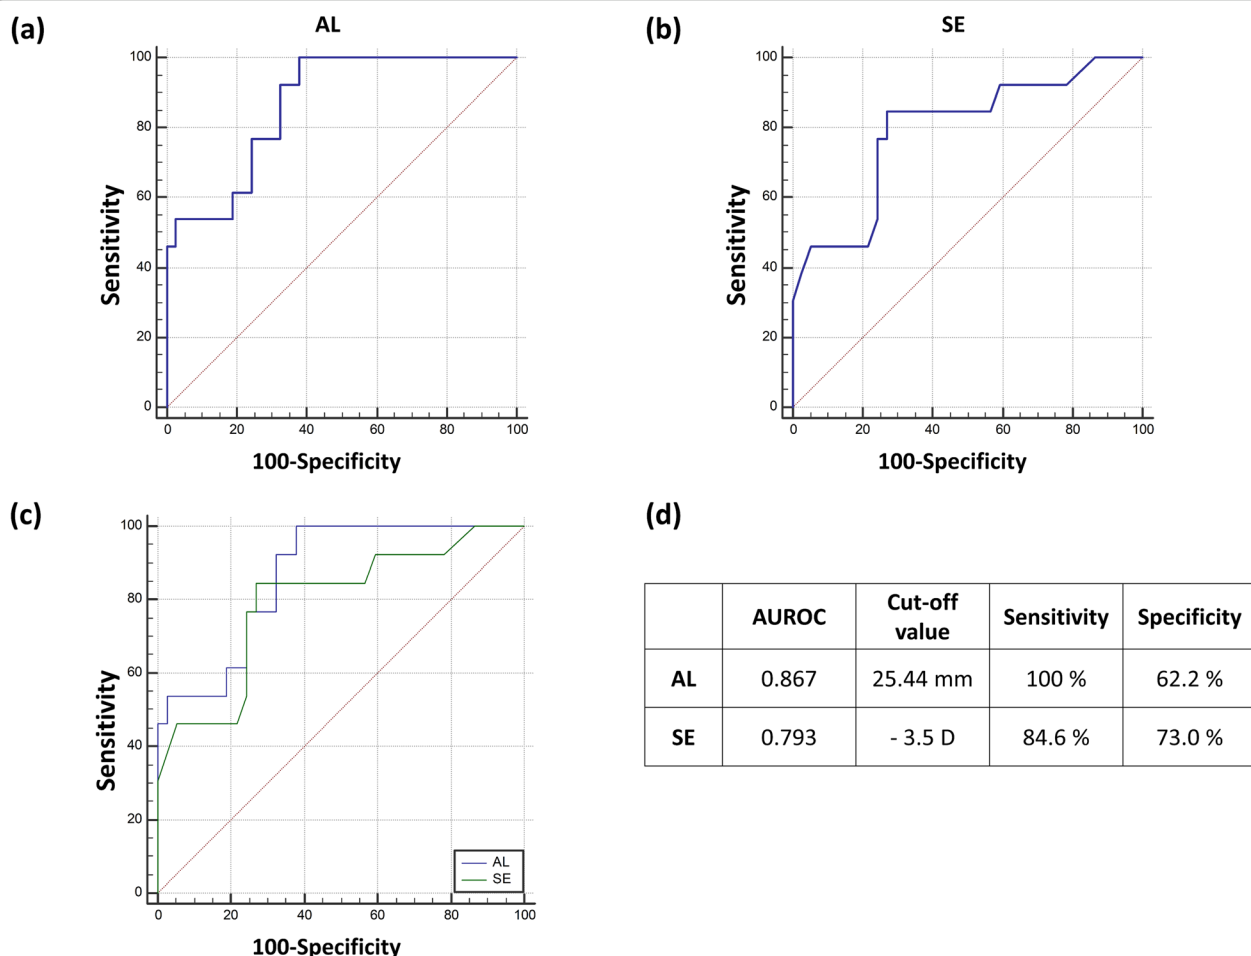 (a)
AL
100
80
60
40
20
0
Sensitivity
0 20 40 60 80 100
100-Specificity
(b)
SE
100
80
60
40
20
0
Sensitivity
0 20 40 60 80 100
100-Specificity
(c)
100
80
60
40
20
0
Sensitivity
AL
SE
0 20 40 60 80 100
100-Specificity
(d)
AUROC Cut-off value Sensitivity Specificity
AL 0.867 25.44 mm 100 % 62.2 %
SE 0.793 - 3.5 D 84.6 % 73.0 %